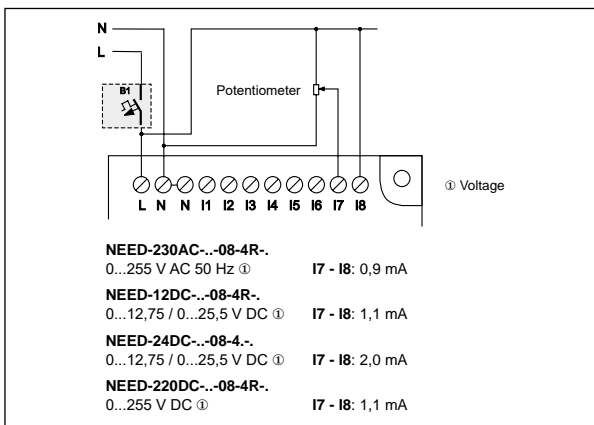 N
L
B1
Potentiometer
① Voltage
L N N I1 I2 I3 I4 I5 I6 I7 I8
NEED-230AC-..-08-4R-.
0...255 V AC 50 Hz ① I7 - I8: 0,9 mA
NEED-12DC-..-08-4R-.
0...12,75 / 0...25,5 V DC ① I7 - I8: 1,1 mA
NEED-24DC-..-08-4.-.
0...12,75 / 0...25,5 V DC ① I7 - I8: 2,0 mA
NEED-220DC-..-08-4R-.
0...255 V DC ① I7 - I8: 1,1 mA